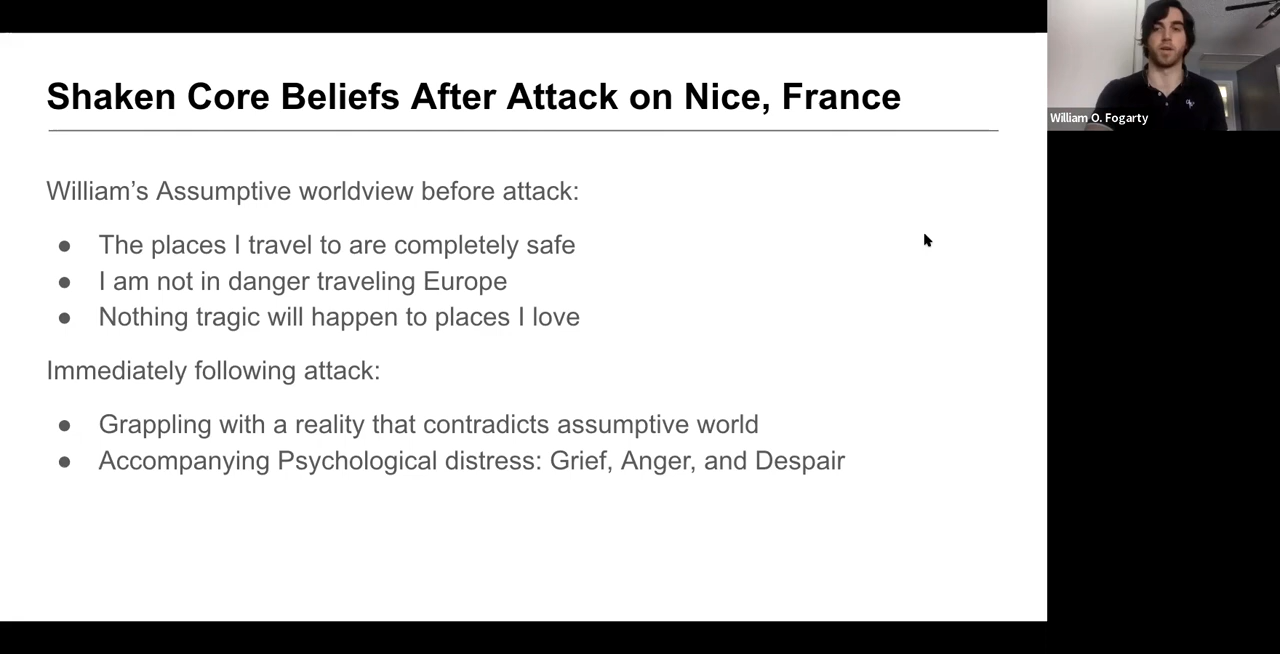 Shaken Core Beliefs After Attack on Nice, France
William’s Assumptive worldview before attack:
● The places I travel to are completely safe
● I am not in danger traveling Europe
● Nothing tragic will happen to places I love
Immediately following attack:
● Grappling with a reality that contradicts assumptive world
● Accompanying Psychological distress: Grief, Anger, and Despair
William O. Fogarty